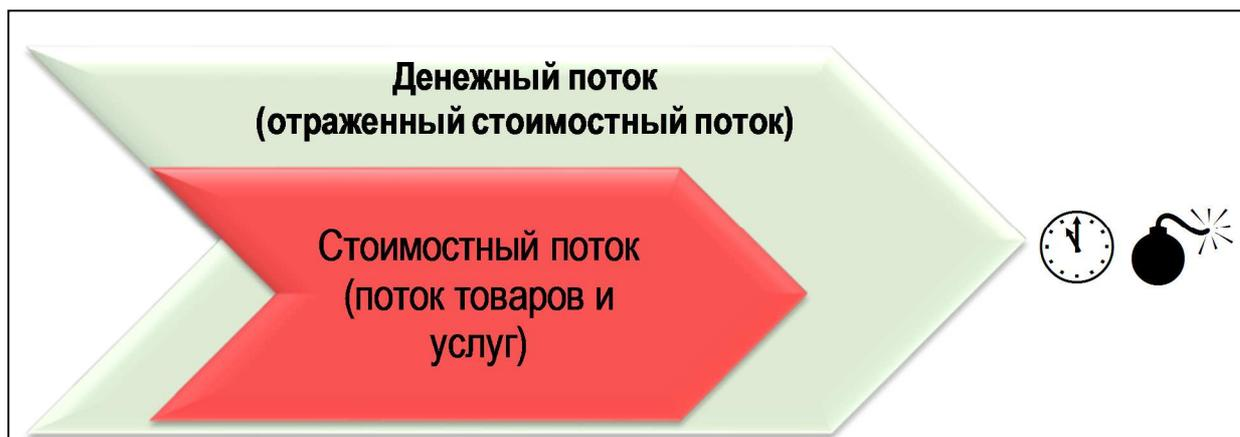 Денежный поток
(отраженный стоимостный поток)
Стоимостный поток
(поток товаров и
услуг)